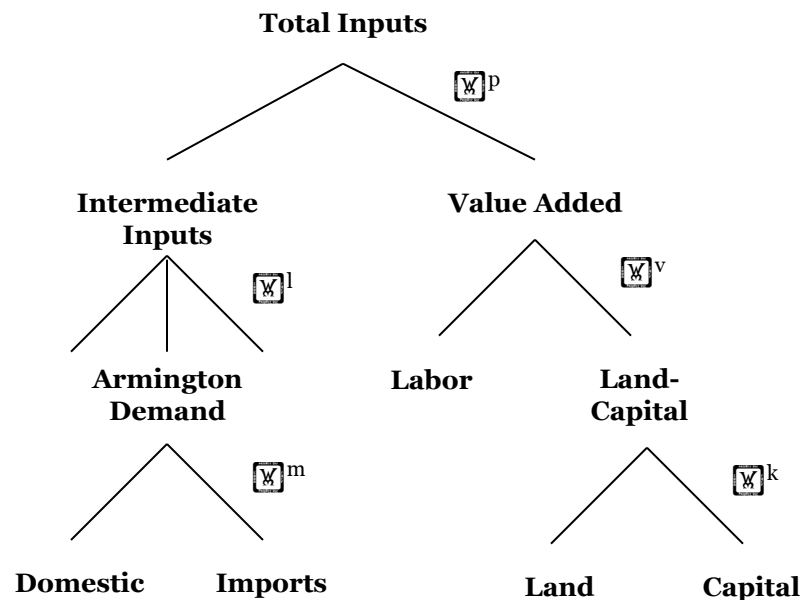 Total Inputs
p
Intermediate
Inputs
Value Added
l
v
Armington
Demand
Labor
Land-
Capital
m
k
Domestic
Imports
Land
Capital